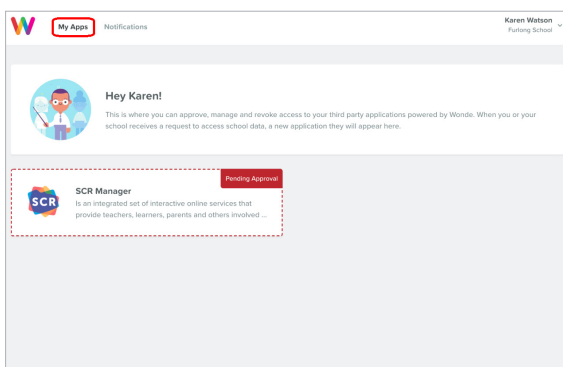 My Apps
Notifications
Karen Watson
Furlong School
Hey Karen!
This is where you can approve, manage and revoke access to your third party applications powered by Wonde. When you or your
school receives a request to access school data, a new application they will appear here.
Pending Approval
SCR
SCR Manager
Is an integrated set of interactive online services that
provide teachers, learners, parents and others involved ...